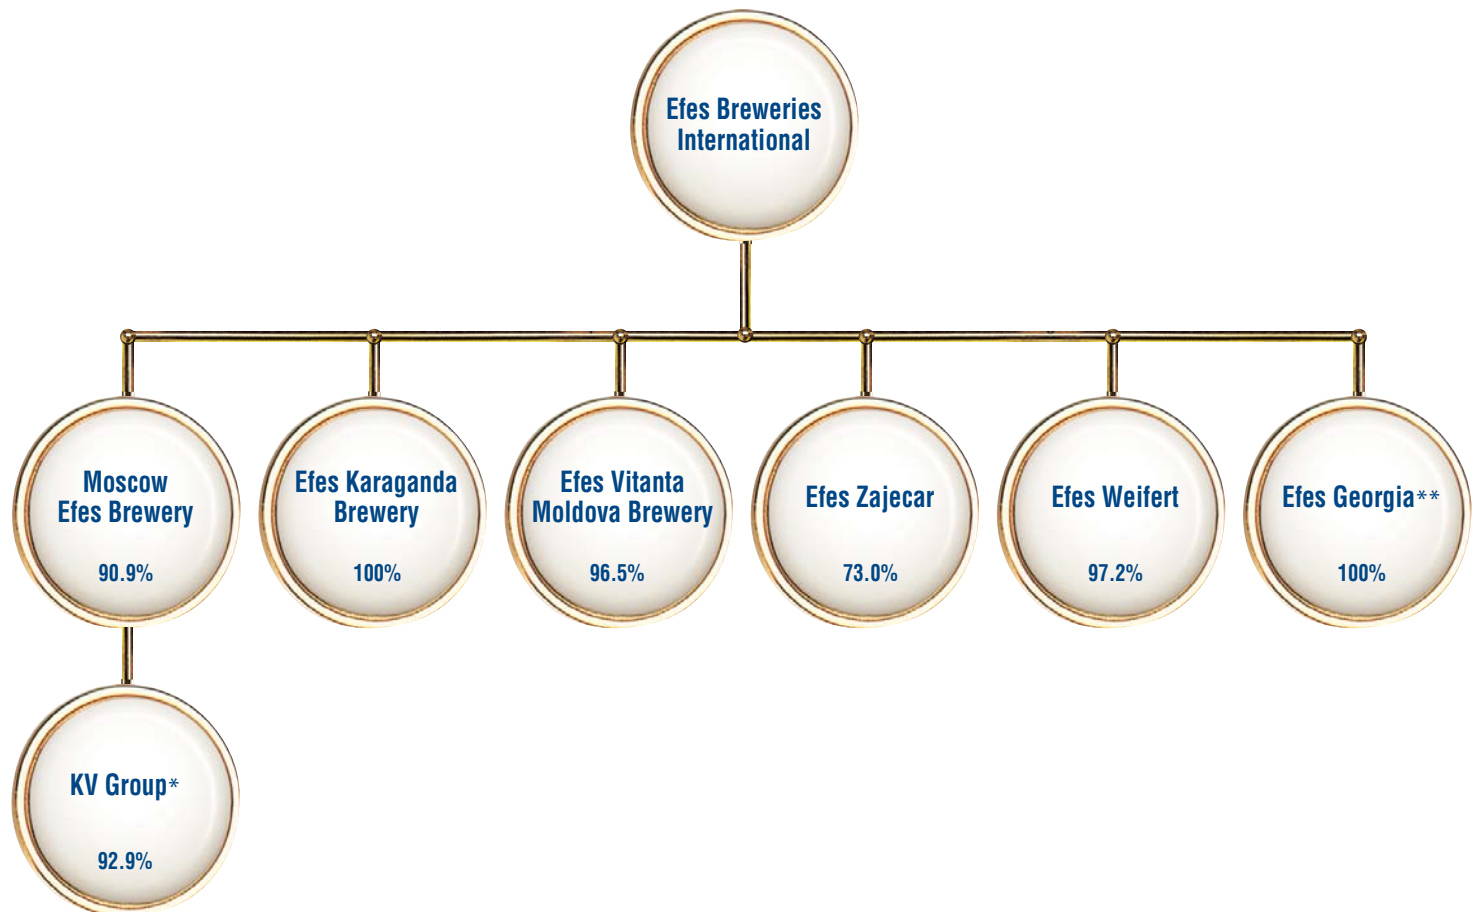 Efes Breweries
International
Moscow
Efes Brewery
90.9%
Efes Karaganda
Brewery
100%
Efes Vitanta
Moldova Brewery
96.5%
Efes Zajecar
73.0%
Efes Weifert
97.2%
Efes Georgia**
100%
KV Group*
92.9%